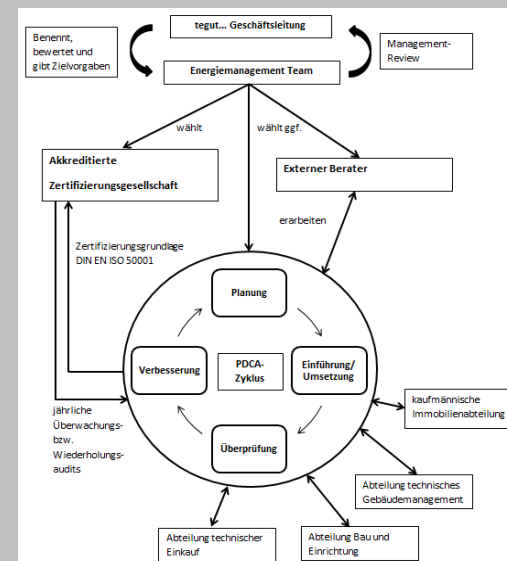 tegut... Geschäftsleitung
Benennt,
bewertet und
gibt Zielvorgaben
Management-
Review
Energiemanagement Team
wählt
wählt ggf.
Akkreditierte
Zertifizierungsgesellschaft
Externer Berater
erarbeiten
Zertifizierungsgrundlage
DIN EN ISO 50001
Planung
Verbesserung
PDCA-
Zyklus
Einführung/
Umsetzung
Überprüfung
jährliche
Überwachungs-
bzw.
Wiederholungs-
audits
kaufmännische
Immobilienabteilung
Abteilung technisches
Gebäudemanagement
Abteilung technischer
Einkauf
Abteilung Bau und
Einrichtung